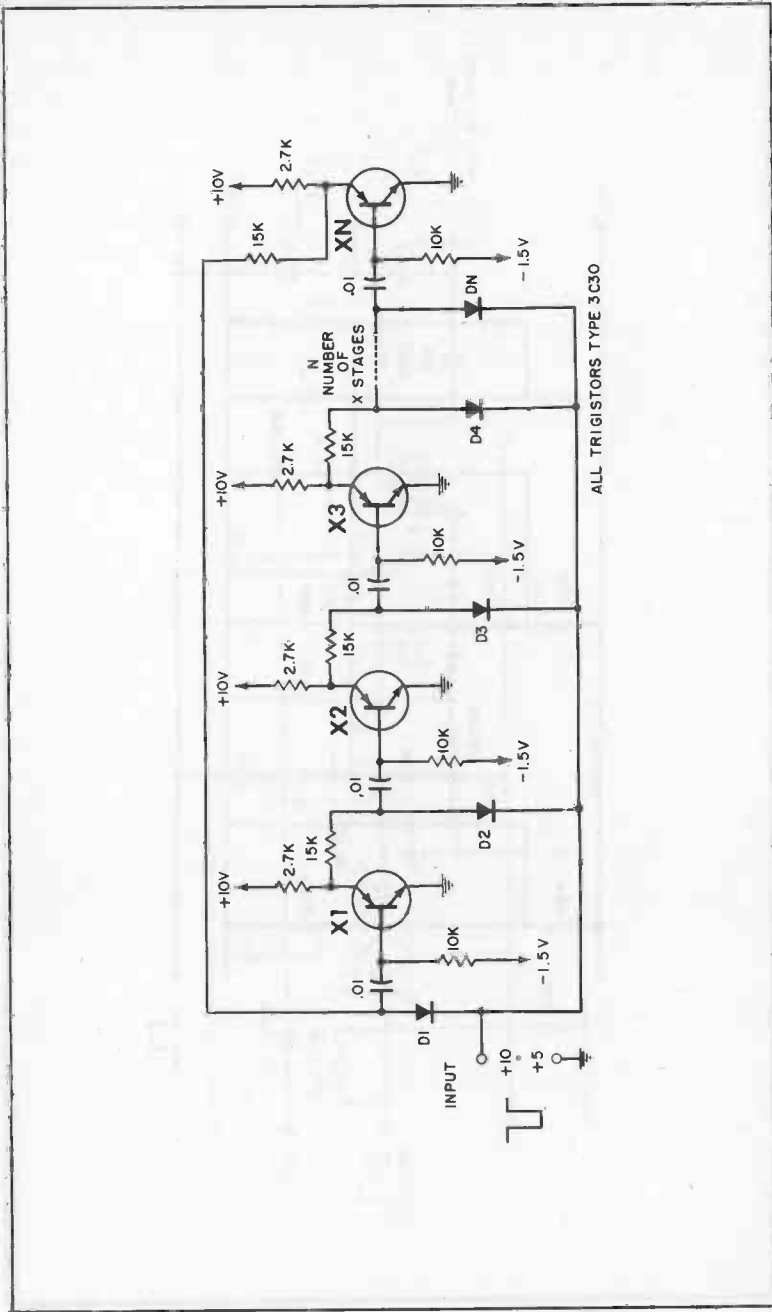 +10V
2.7K
15K
X1
.01
10K
-1.5V
D1
INPUT
+10
+5
+10V
2.7K
15K
X2
.01
10K
-1.5V
D2
+10V
2.7K
15K
X3
.01
10K
-1.5V
D3
N
NUMBER
OF
X STAGES
D4
15K
+10V
2.7K
XN
.01
10K
-1.5V
DN
ALL TRIGISTORS TYPE 3C30